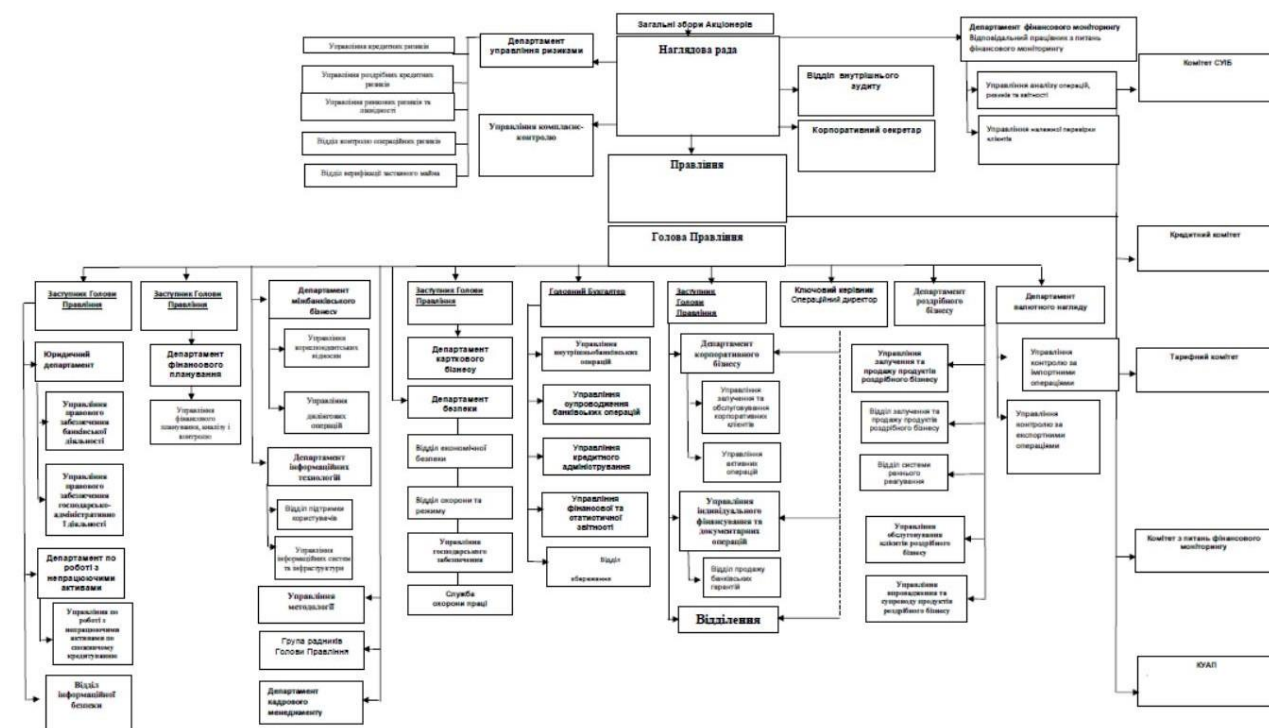 Загальні збори Акціонерів
Наглядова рада
Департамент
управління ризиками
Управління кредитних ризиків
Управління роздрібних кредитних
ризиків
Управління ринкових ризиків та
ліквідності
Відділ контролю операційних ризиків
Відділ верифікації заставного майна
Управління комплаєнс-
контролю
Відділ внутрішнього
аудиту
Корпоративний секретар
Департамент фінансового моніторингу
Відповідальний працівник з питань
фінансового моніторингу
Управління аналізу операцій,
ризиків та звітності
Управління належної перевірки
клієнтів
Комітет СУІБ
Правління
Голова Правління
Кредитний комітет
Тарифний комітет
Комітет з питань фінансового
моніторингу
КУАП
Заступник Голови
Правління
Юридичний
департамент
Управління
правового
забезпечення
банківської
діяльності
Управління
правового
забезпечення
господарсько-
адміністративно
ї діяльності
Департамент по
роботі з
непрацюючими
активами
Управління по
роботі з
непрацюючими
активами по
споживчому
кредитуванню
Відділ
інформаційної
безпеки
Заступник Голови
Правління
Департамент
фінансового
планування
Управління
фінансового
планування, аналізу і
контролю
Департамент
міжбанківського
бізнесу
Управління
кореспондентських
відносин
Управління
дилінгових
операцій
Департамент
інформаційних
технологій
Відділ підтримки
користувачів
Управління
інформаційних систем
та інфраструктури
Управління
методології
Група радників
Голови Правління
Департамент
кадрового
менеджменту
Заступник Голови
Правління
Департамент
карткового
бізнесу
Департамент
безпеки
Відділ економічної
безпеки
Відділ охорони та
режиму
Управління
господарського
забезпечення
Служба
охорони праці
Головний Бухгалтер
Управління
внутрішньобанківських
операцій
Управління
супроводження
банківських операцій
Управління
кредитного
адміністрування
Управління
фінансової та
статистичної
звітності
Відділ
збереження
Заступник
Голови
Правління
Департамент
корпоративного
бізнесу
Управління
залучення та
обслуговування
корпоративних
клієнтів
Управління
активних
операцій
Управління
індивідуального
фінансування та
документарних
операцій
Відділ продажу
банківських
гарантій
Відділення
Ключовий керівник
Операційний директор
Департамент
роздрібного
бізнесу
Управління
залучення та
продажу продуктів
роздрібного бізнесу
Відділ залучення та
продажу продуктів
роздрібного бізнесу
Відділ системи
раннього
реагування
Управління
обслуговування
клієнтів роздрібного
бізнесу
Управління
впровадження та
супроводу продуктів
роздрібного бізнесу
Департамент
валютного нагляду
Управління
контролю за
імпортними
операціями
Управління
контролю за
експортними
операціями